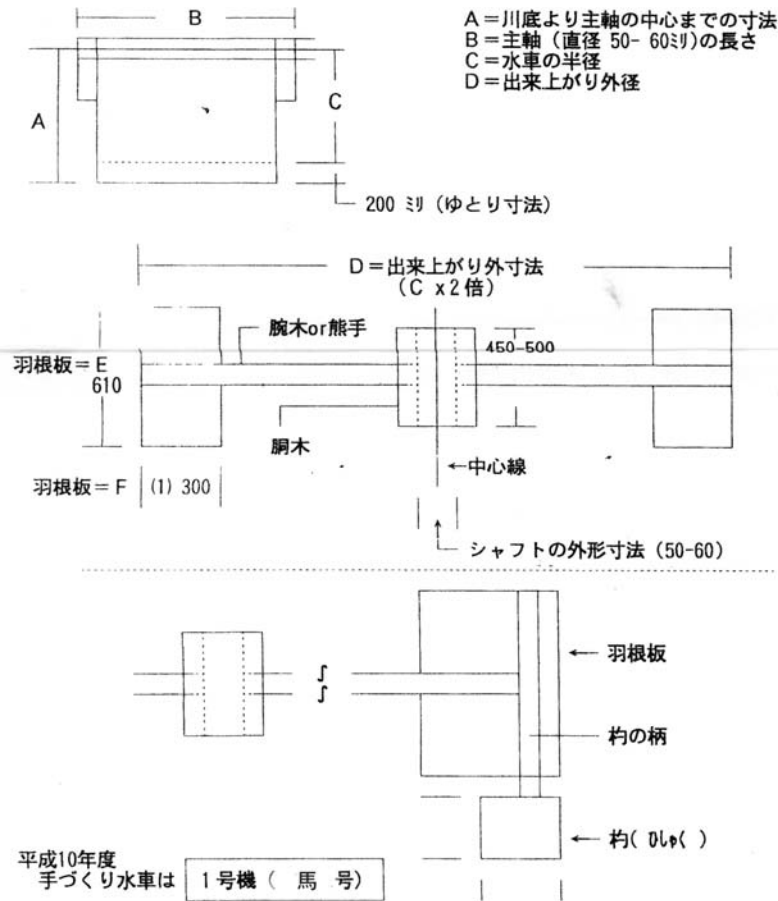 B
A=川底より主軸の中心までの寸法
B=主軸（直径 50- 60ミリ)の長さ
C=水車の半径
D=出来上がり外径
A
C
200 ミリ (ゆとり寸法)
D=出来上がり外寸法
(C x2倍)
腕木or熊手
450-500
羽根板=E
610
胴木
中心線
羽根板=F (1) 300
シャフトの外形寸法 (50-60)
羽根板
杓の柄
杓( ひしゃく )
平成10年度
手づくり水車は 1号機 ( 馬 号)